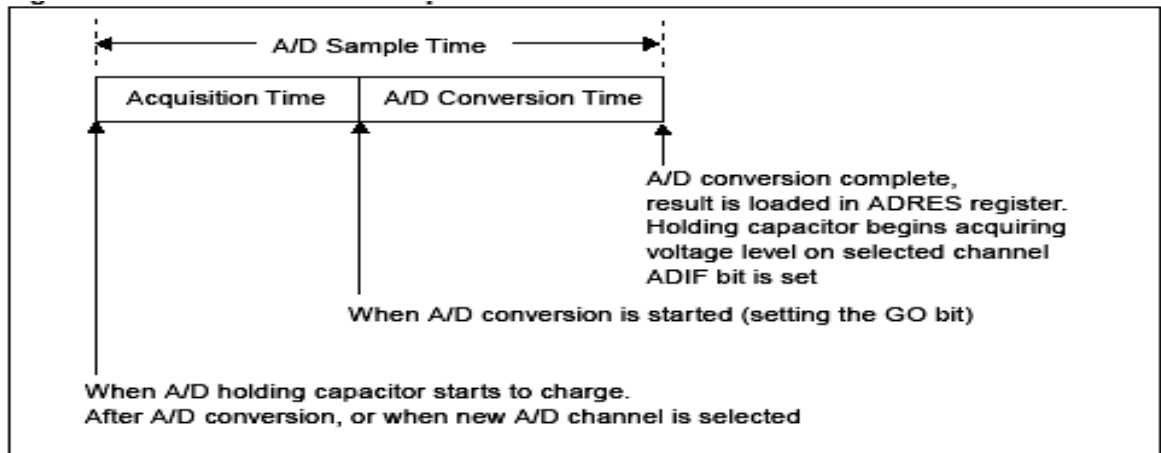 A/D Sample Time
Acquisition Time
A/D Conversion Time
A/D conversion complete,
result is loaded in ADRES register.
Holding capacitor begins acquiring
voltage level on selected channel
ADIF bit is set
When A/D conversion is started (setting the GO bit)
When A/D holding capacitor starts to charge.
After A/D conversion, or when new A/D channel is selected